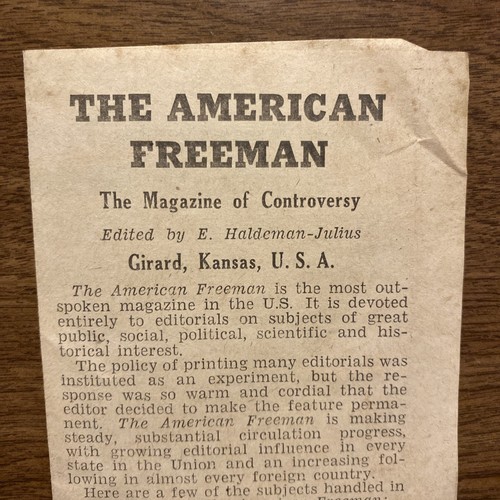 THE AMERICAN
FREEMAN
The Magazine of Controversy
Edited by E. Haldeman-Julius
Girard, Kansas, U. S. A.
The American Freeman is the most out-
spoken magazine in the U.S. It is devoted
entirely to editorials on subjects of great
public, social, political, scientific and his-
torical interest.
The policy of printing many editorials was
instituted as an experiment, but the re-
sponse was so warm and cordial that the
editor decided to make the feature perma-
nent. The American Freeman is making
steady, substantial circulation progress,
with growing editorial influence in every
state in the Union and an increasing fol-
lowing in almost every foreign country.
Here are a few of the subjects handled in
Freeman: